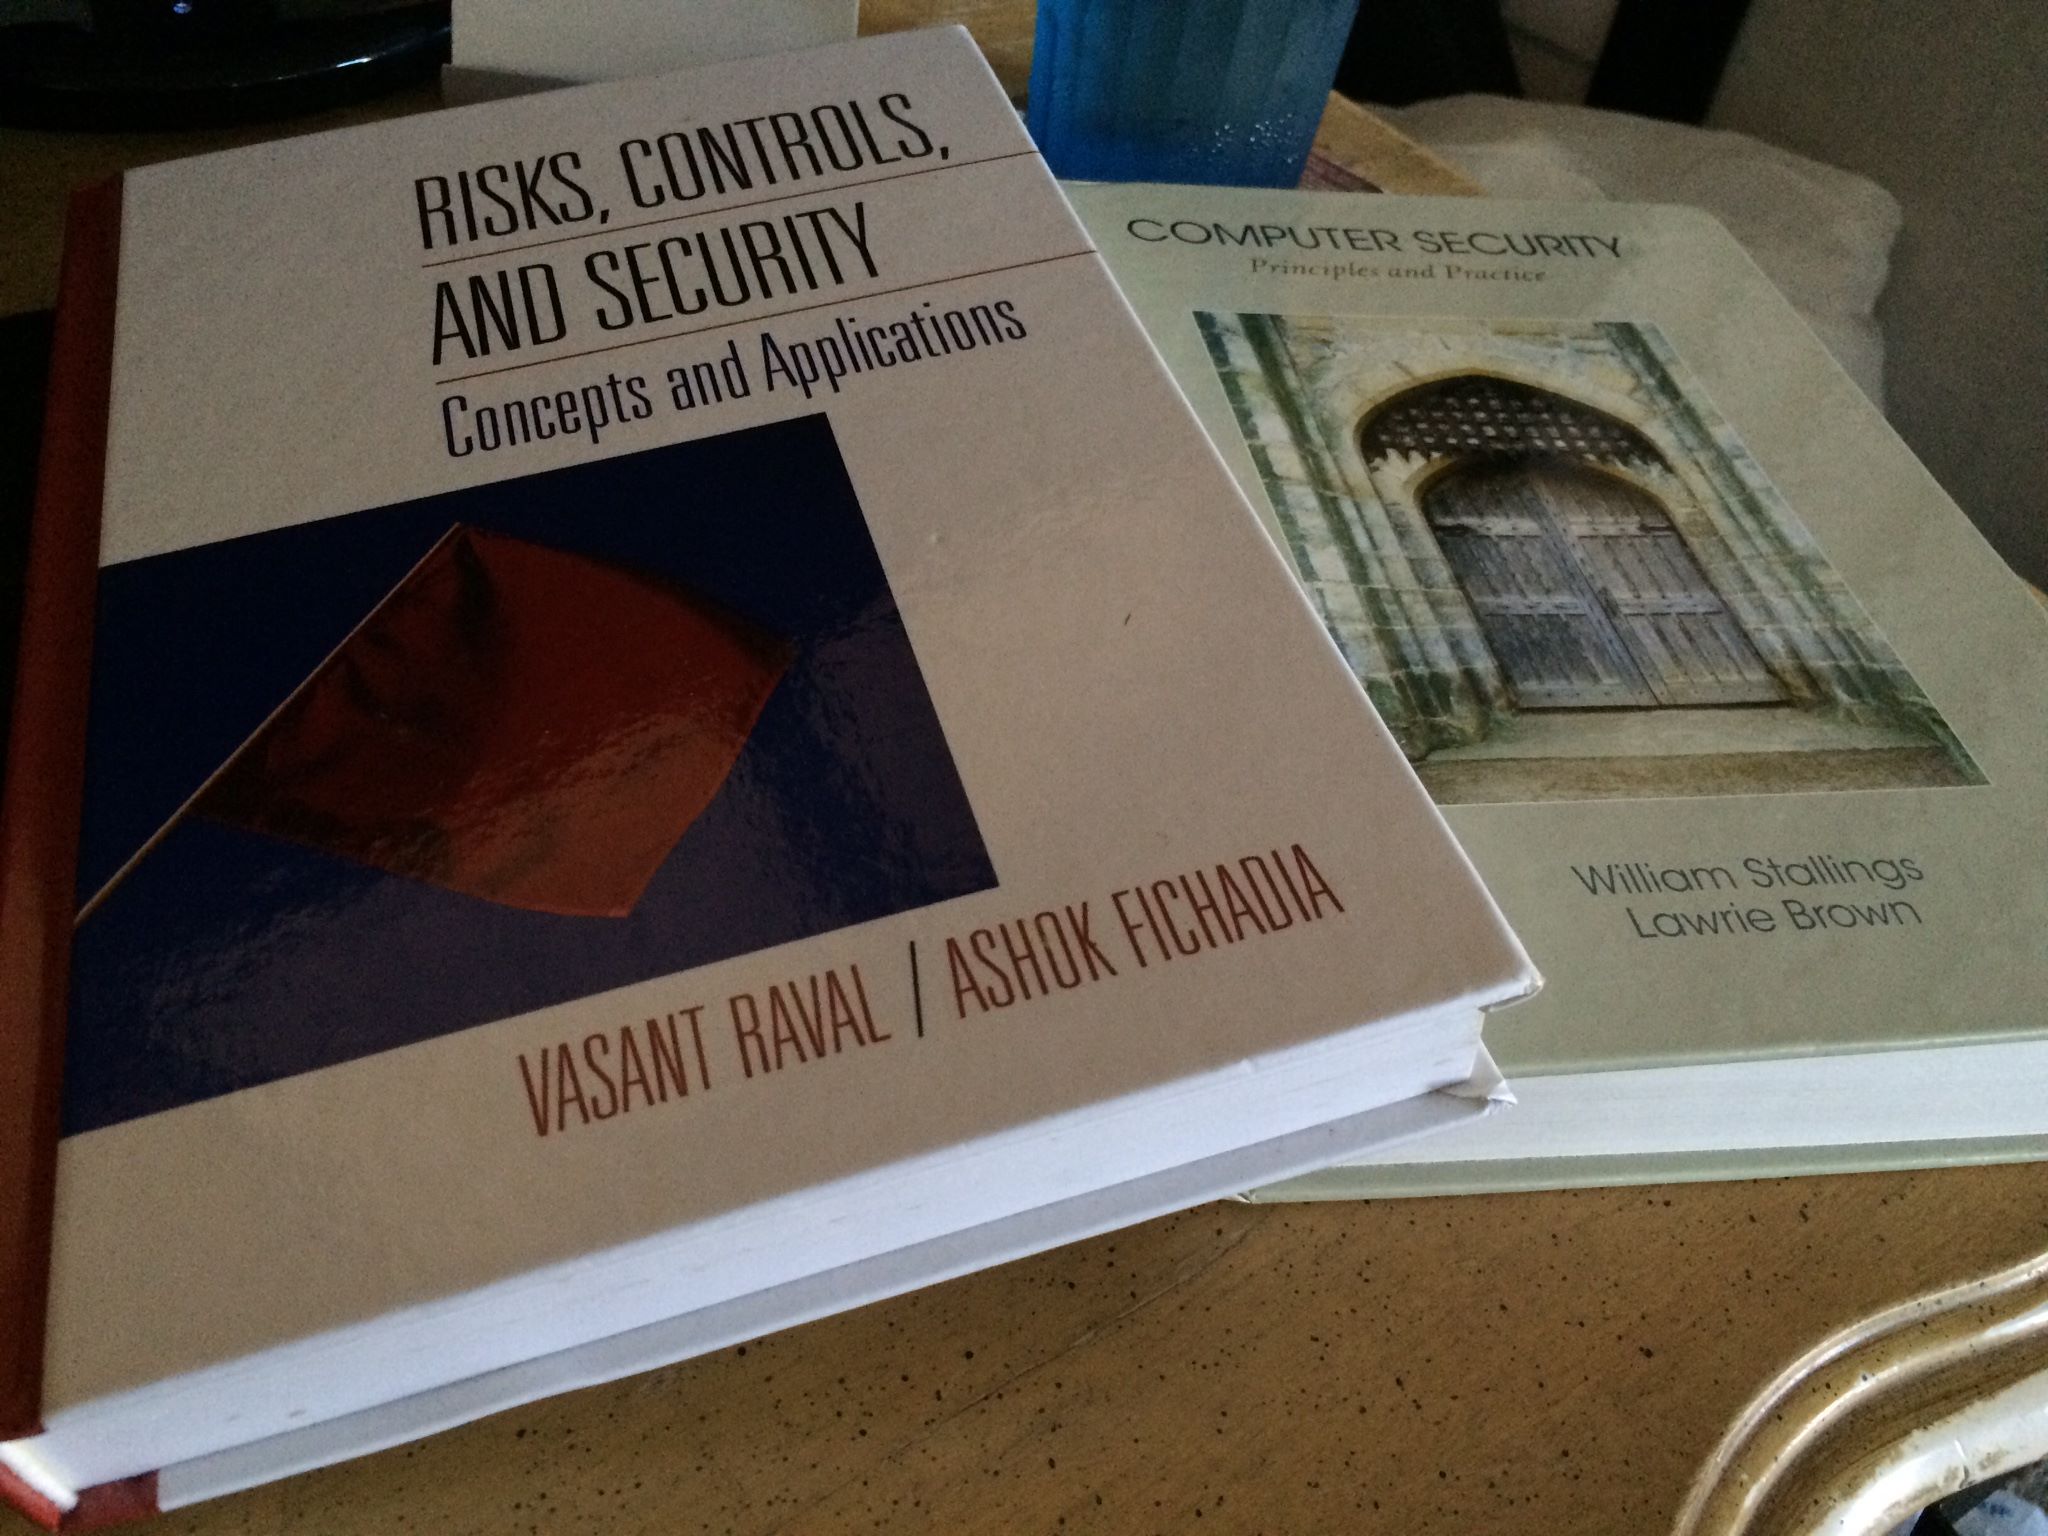 RISKS, CONTROLS,
AND SECURITY
Concepts and Applications
VASANT RAVAL / ASHOK FICHADIA
COMPUTER SECURITY
Principles and Practice
William Stallings
Lawrie Brown